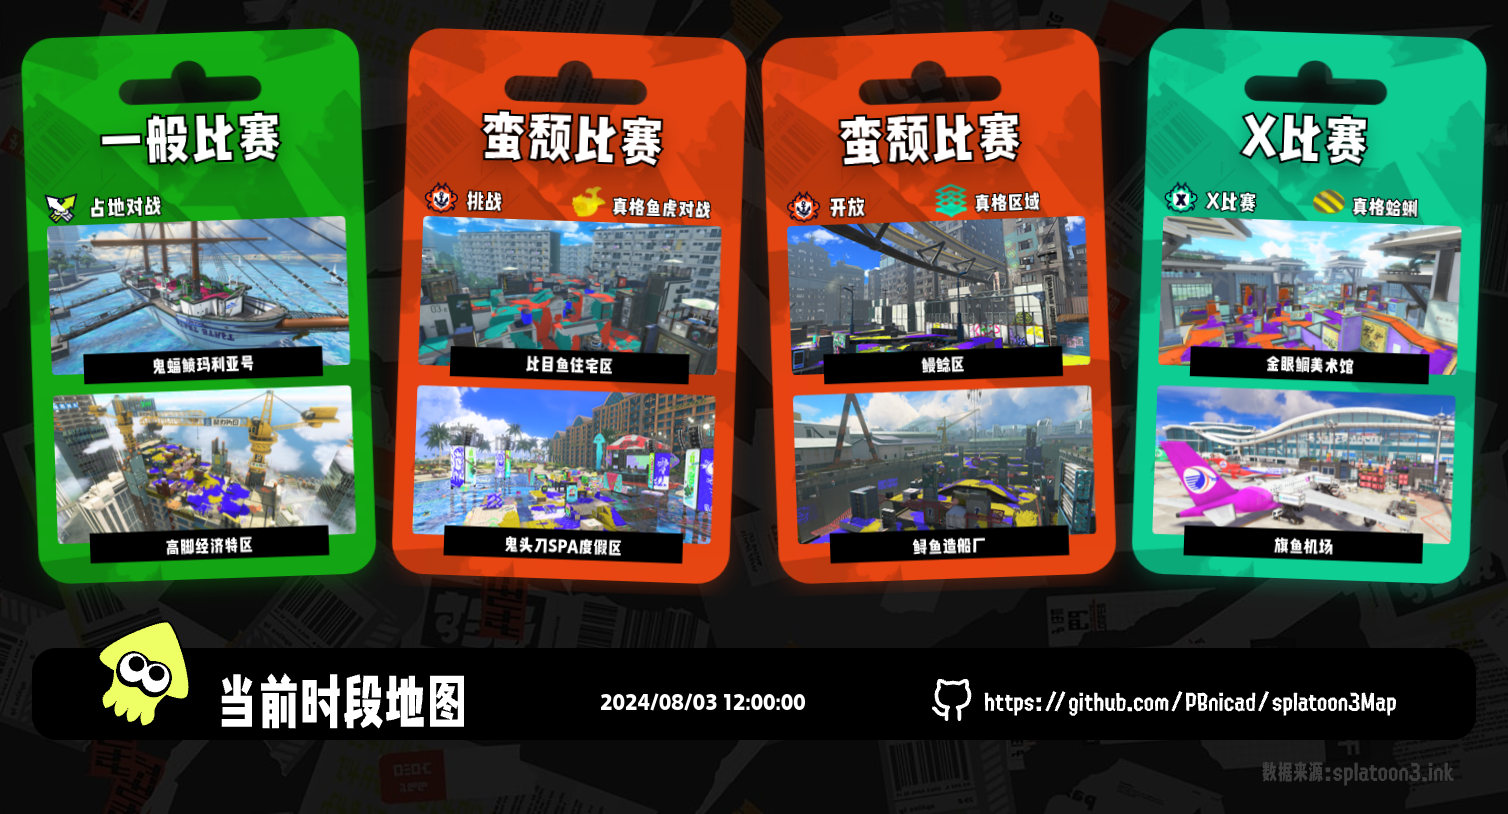 一般比赛
占地对战
鬼蝠鲼玛利亚号
高脚经济特区
蛮颓比赛
挑战
真格鱼虎对战
比目鱼住宅区
鬼头刀SPA度假区
蛮颓比赛
开放
真格区域
鳗鲶区
鲟鱼造船厂
X比赛
X比赛
真格蛤蜊
金眼鲷美术馆
旗鱼机场
当前时段地图
2024/08/03 12:00:00
https://github.com/PBnicad/splatoon3Map
数据来源:splatoon3.ink